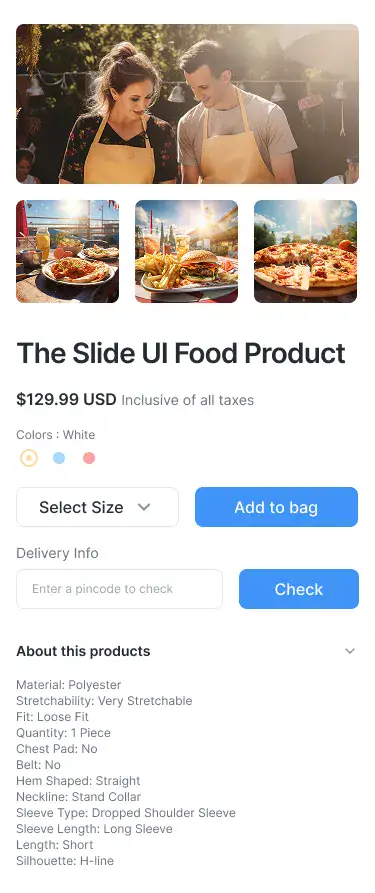 The Slide UI Food Product
$129.99 USD Inclusive of all taxes
Colors : White
Select Size
Add to bag
Delivery Info
Enter a pincode to check
Check
About this products
Material: Polyester
Stretchability: Very Stretchable
Fit: Loose Fit
Quantity: 1 Piece
Chest Pad: No
Belt: No
Hem Shaped: Straight
Neckline: Stand Collar
Sleeve Type: Dropped Shoulder Sleeve
Sleeve Length: Long Sleeve
Length: Short
Silhouette: H-line